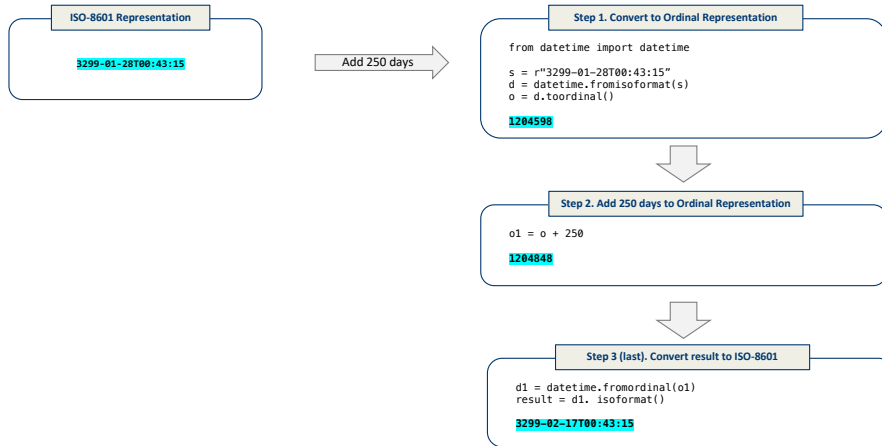 ISO-8601 Representation
3299-01-28T00:43:15
Add 250 days
Step 1. Convert to Ordinal Representation
from datetime import datetime
s = r"3299-01-28T00:43:15”
d = datetime.fromisoformat(s)
o = d.toordinal()
1204598
Step 2. Add 250 days to Ordinal Representation
o1 = o + 250
1204848
Step 3 (last). Convert result to ISO-8601
d1 = datetime.fromordinal(o1)
result = d1. isoformat()
3299-02-17T00:43:15